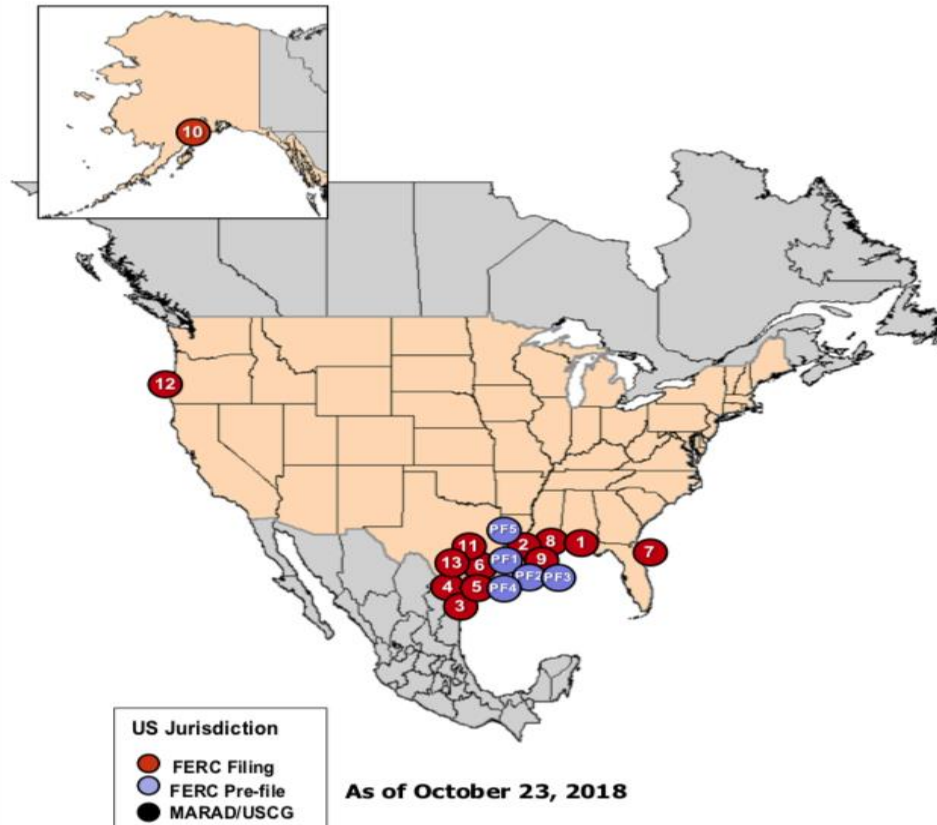 10
12
PF5
11
2
8
1
7
13
6
PF1
9
4
5
PF4
PF2
PF3
3
US Jurisdiction
FERC Filing
FERC Pre-file
MARAD/USCG
As of October 23, 2018